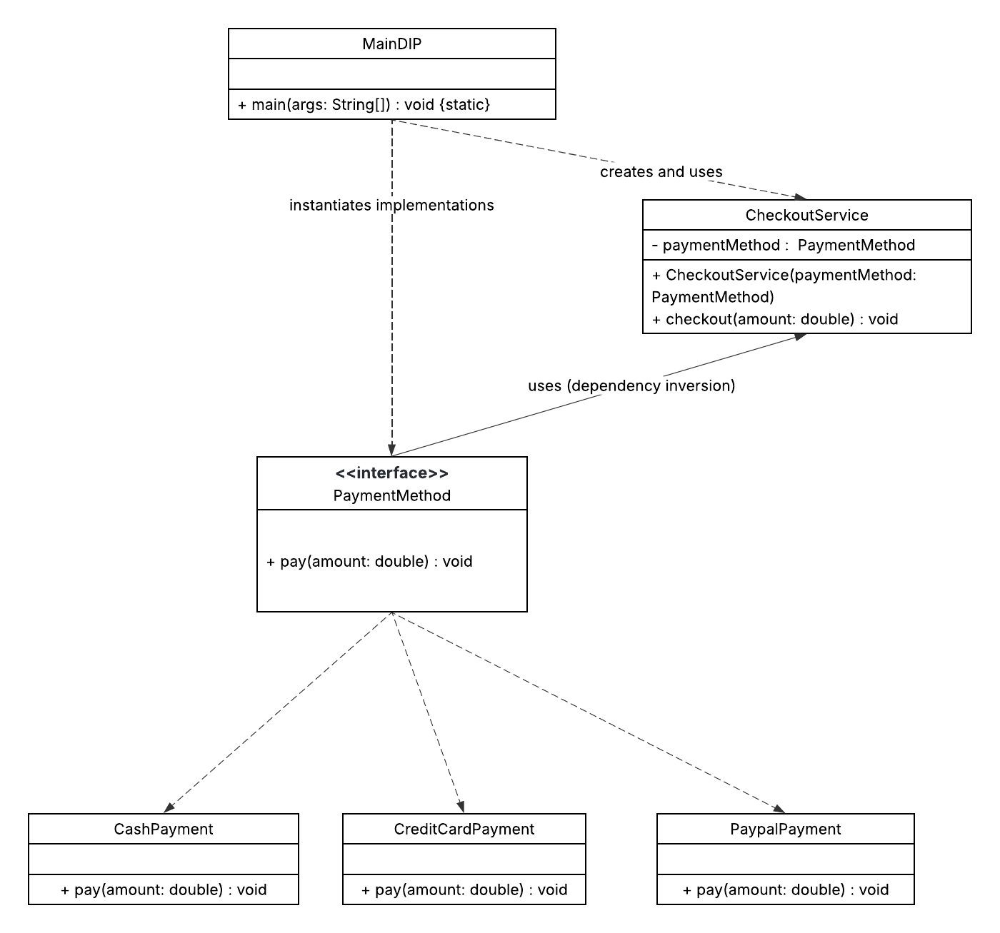 MainDIP
+ main(args: String[]) : void {static}
creates and uses
instantiates implementations
CheckoutService
- paymentMethod :  PaymentMethod
+ CheckoutService(paymentMethod:
PaymentMethod)
+ checkout(amount: double) : void
uses (dependency inversion)
<<interface>>
PaymentMethod
+ pay(amount: double) : void
CashPayment
+ pay(amount: double) : void
CreditCardPayment
+ pay(amount: double) : void
PaypalPayment
+ pay(amount: double) : void